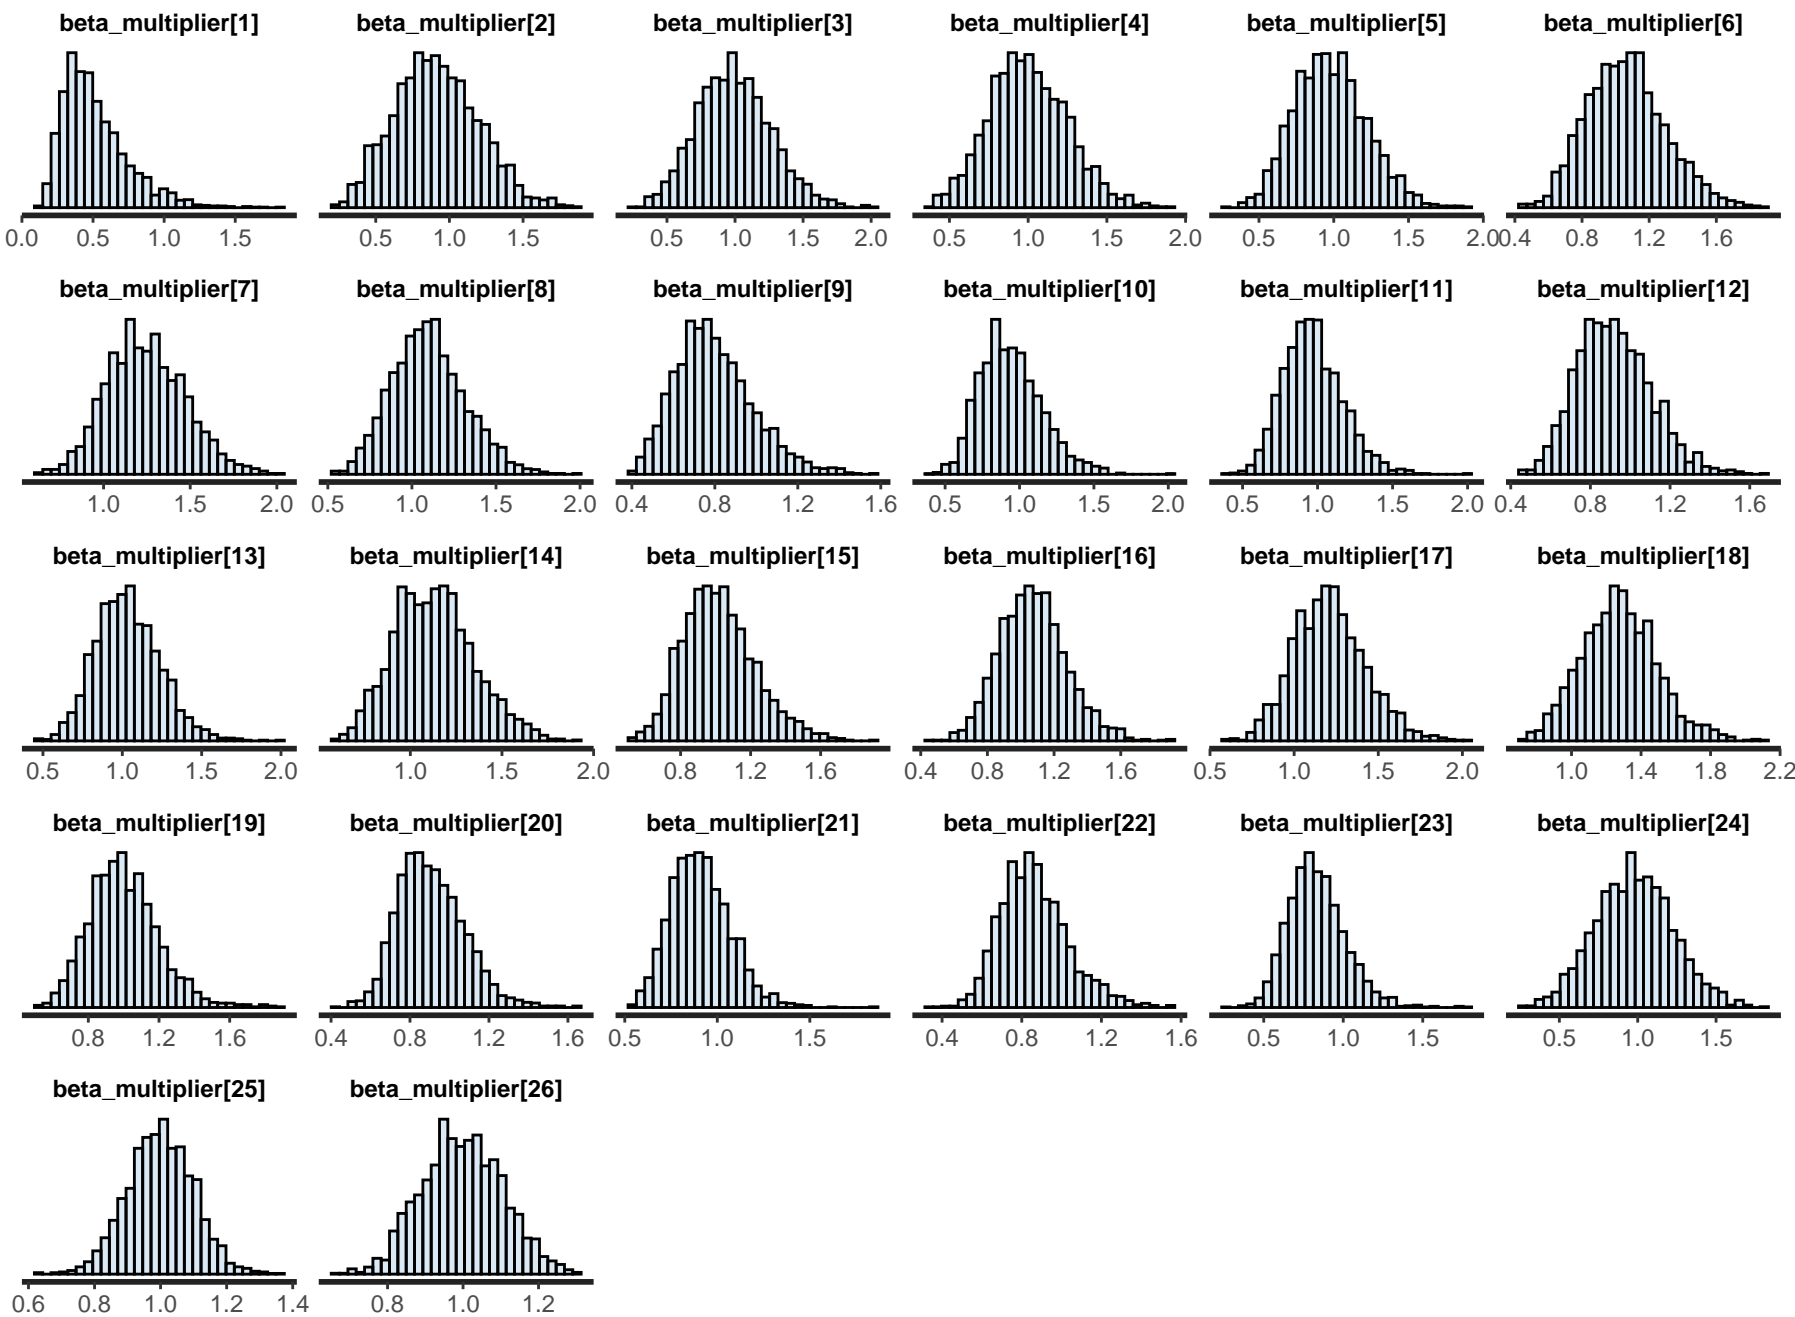 beta_multiplier[1] beta_multiplier[2] beta_multiplier[3] beta_multiplier[4] beta_multiplier[5] beta_multiplier[6]
0.0 0.5 1.0 1.5 0.5 1.0 1.5 0.5 1.0 1.5 2.0 0.5 1.0 1.5 2.0 0.5 1.0 1.5 2.0 0.4 0.8 1.2 1.6
beta_multiplier[7] beta_multiplier[8] beta_multiplier[9] beta_multiplier[10] beta_multiplier[11] beta_multiplier[12]
1.0 1.5 2.0 0.5 1.0 1.5 2.0 0.4 0.8 1.2 1.6 0.5 1.0 1.5 2.0 0.5 1.0 1.5 2.0 0.4 0.8 1.2 1.6
beta_multiplier[13] beta_multiplier[14] beta_multiplier[15] beta_multiplier[16] beta_multiplier[17] beta_multiplier[18]
0.5 1.0 1.5 2.0 1.0 1.5 2.0 0.8 1.2 1.6 0.4 0.8 1.2 1.6 0.5 1.0 1.5 2.0 1.0 1.4 1.8 2.2
beta_multiplier[19] beta_multiplier[20] beta_multiplier[21] beta_multiplier[22] beta_multiplier[23] beta_multiplier[24]
0.8 1.2 1.6 0.4 0.8 1.2 1.6 0.5 1.0 1.5 0.4 0.8 1.2 1.6 0.5 1.0 1.5 0.5 1.0 1.5
beta_multiplier[25] beta_multiplier[26]
0.6 0.8 1.0 1.2 1.4 0.8 1.0 1.2